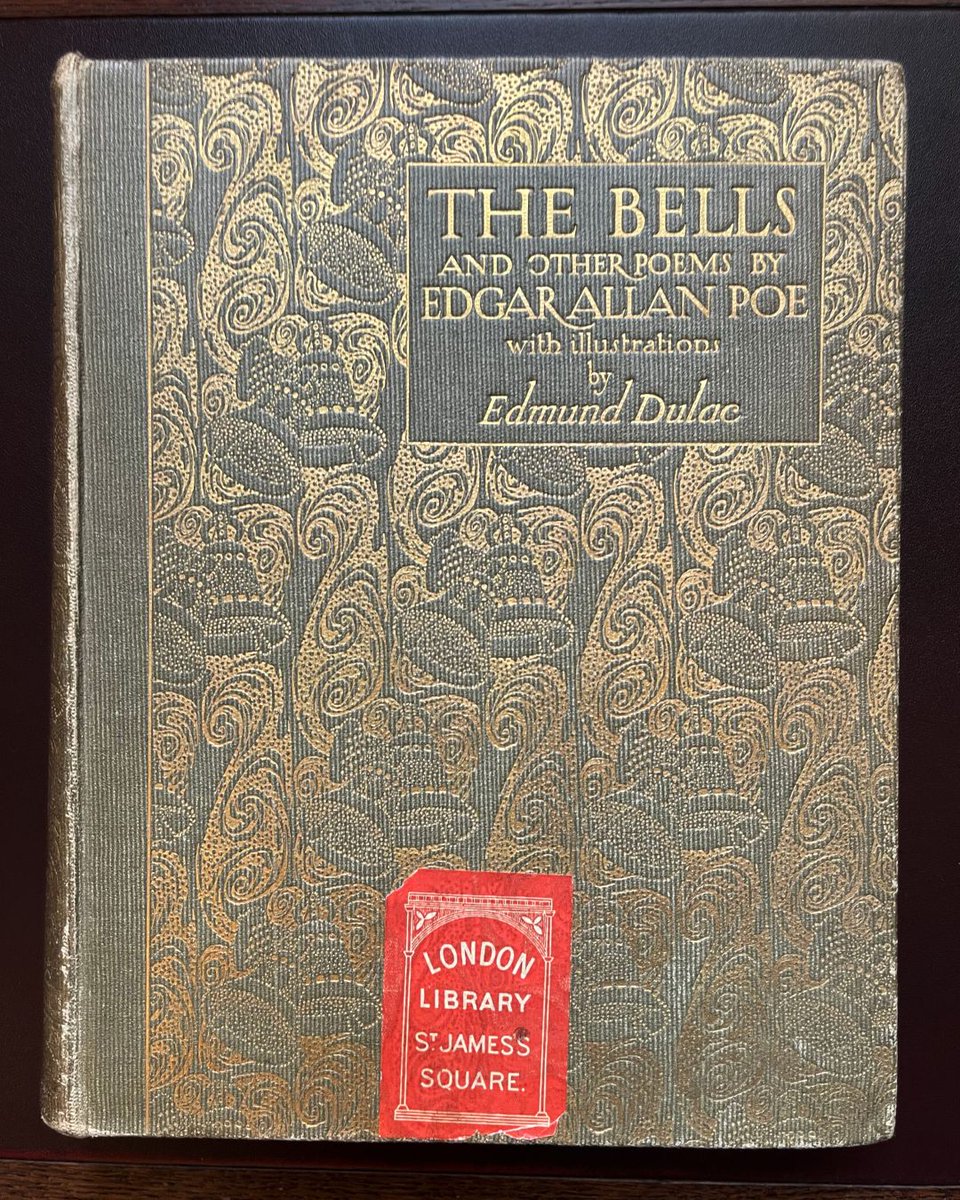 THE BELLS
AND OTHER POEMS BY
EDGAR ALLAN POE
with illustrations
by
Edmund Dulac
LONDON
LIBRARY
ST JAMES'S
SQUARE.